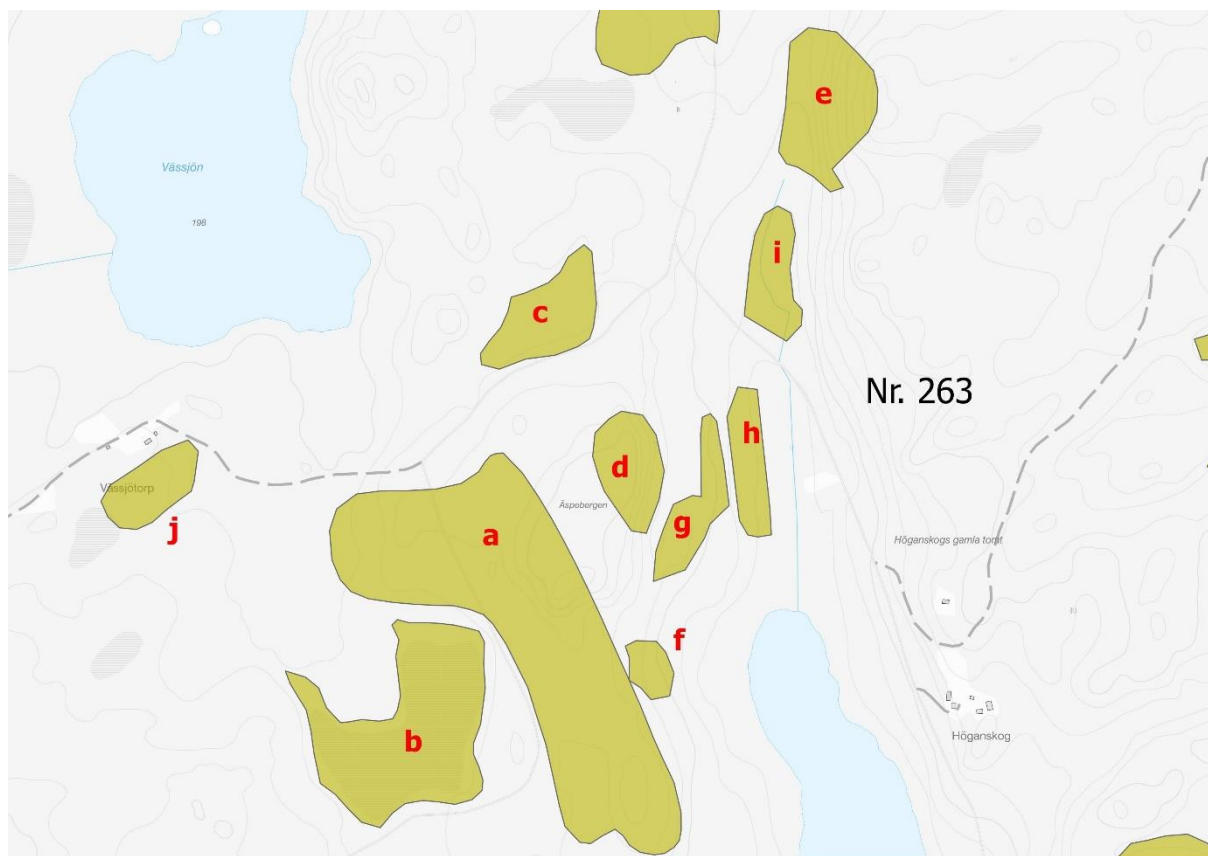 e
Vässjön
198
i
c
Nr. 263
h
d
Vässjötorp
Äspebergen
g
j
a
Höganskogs gamla tomt
f
Höganskog
b